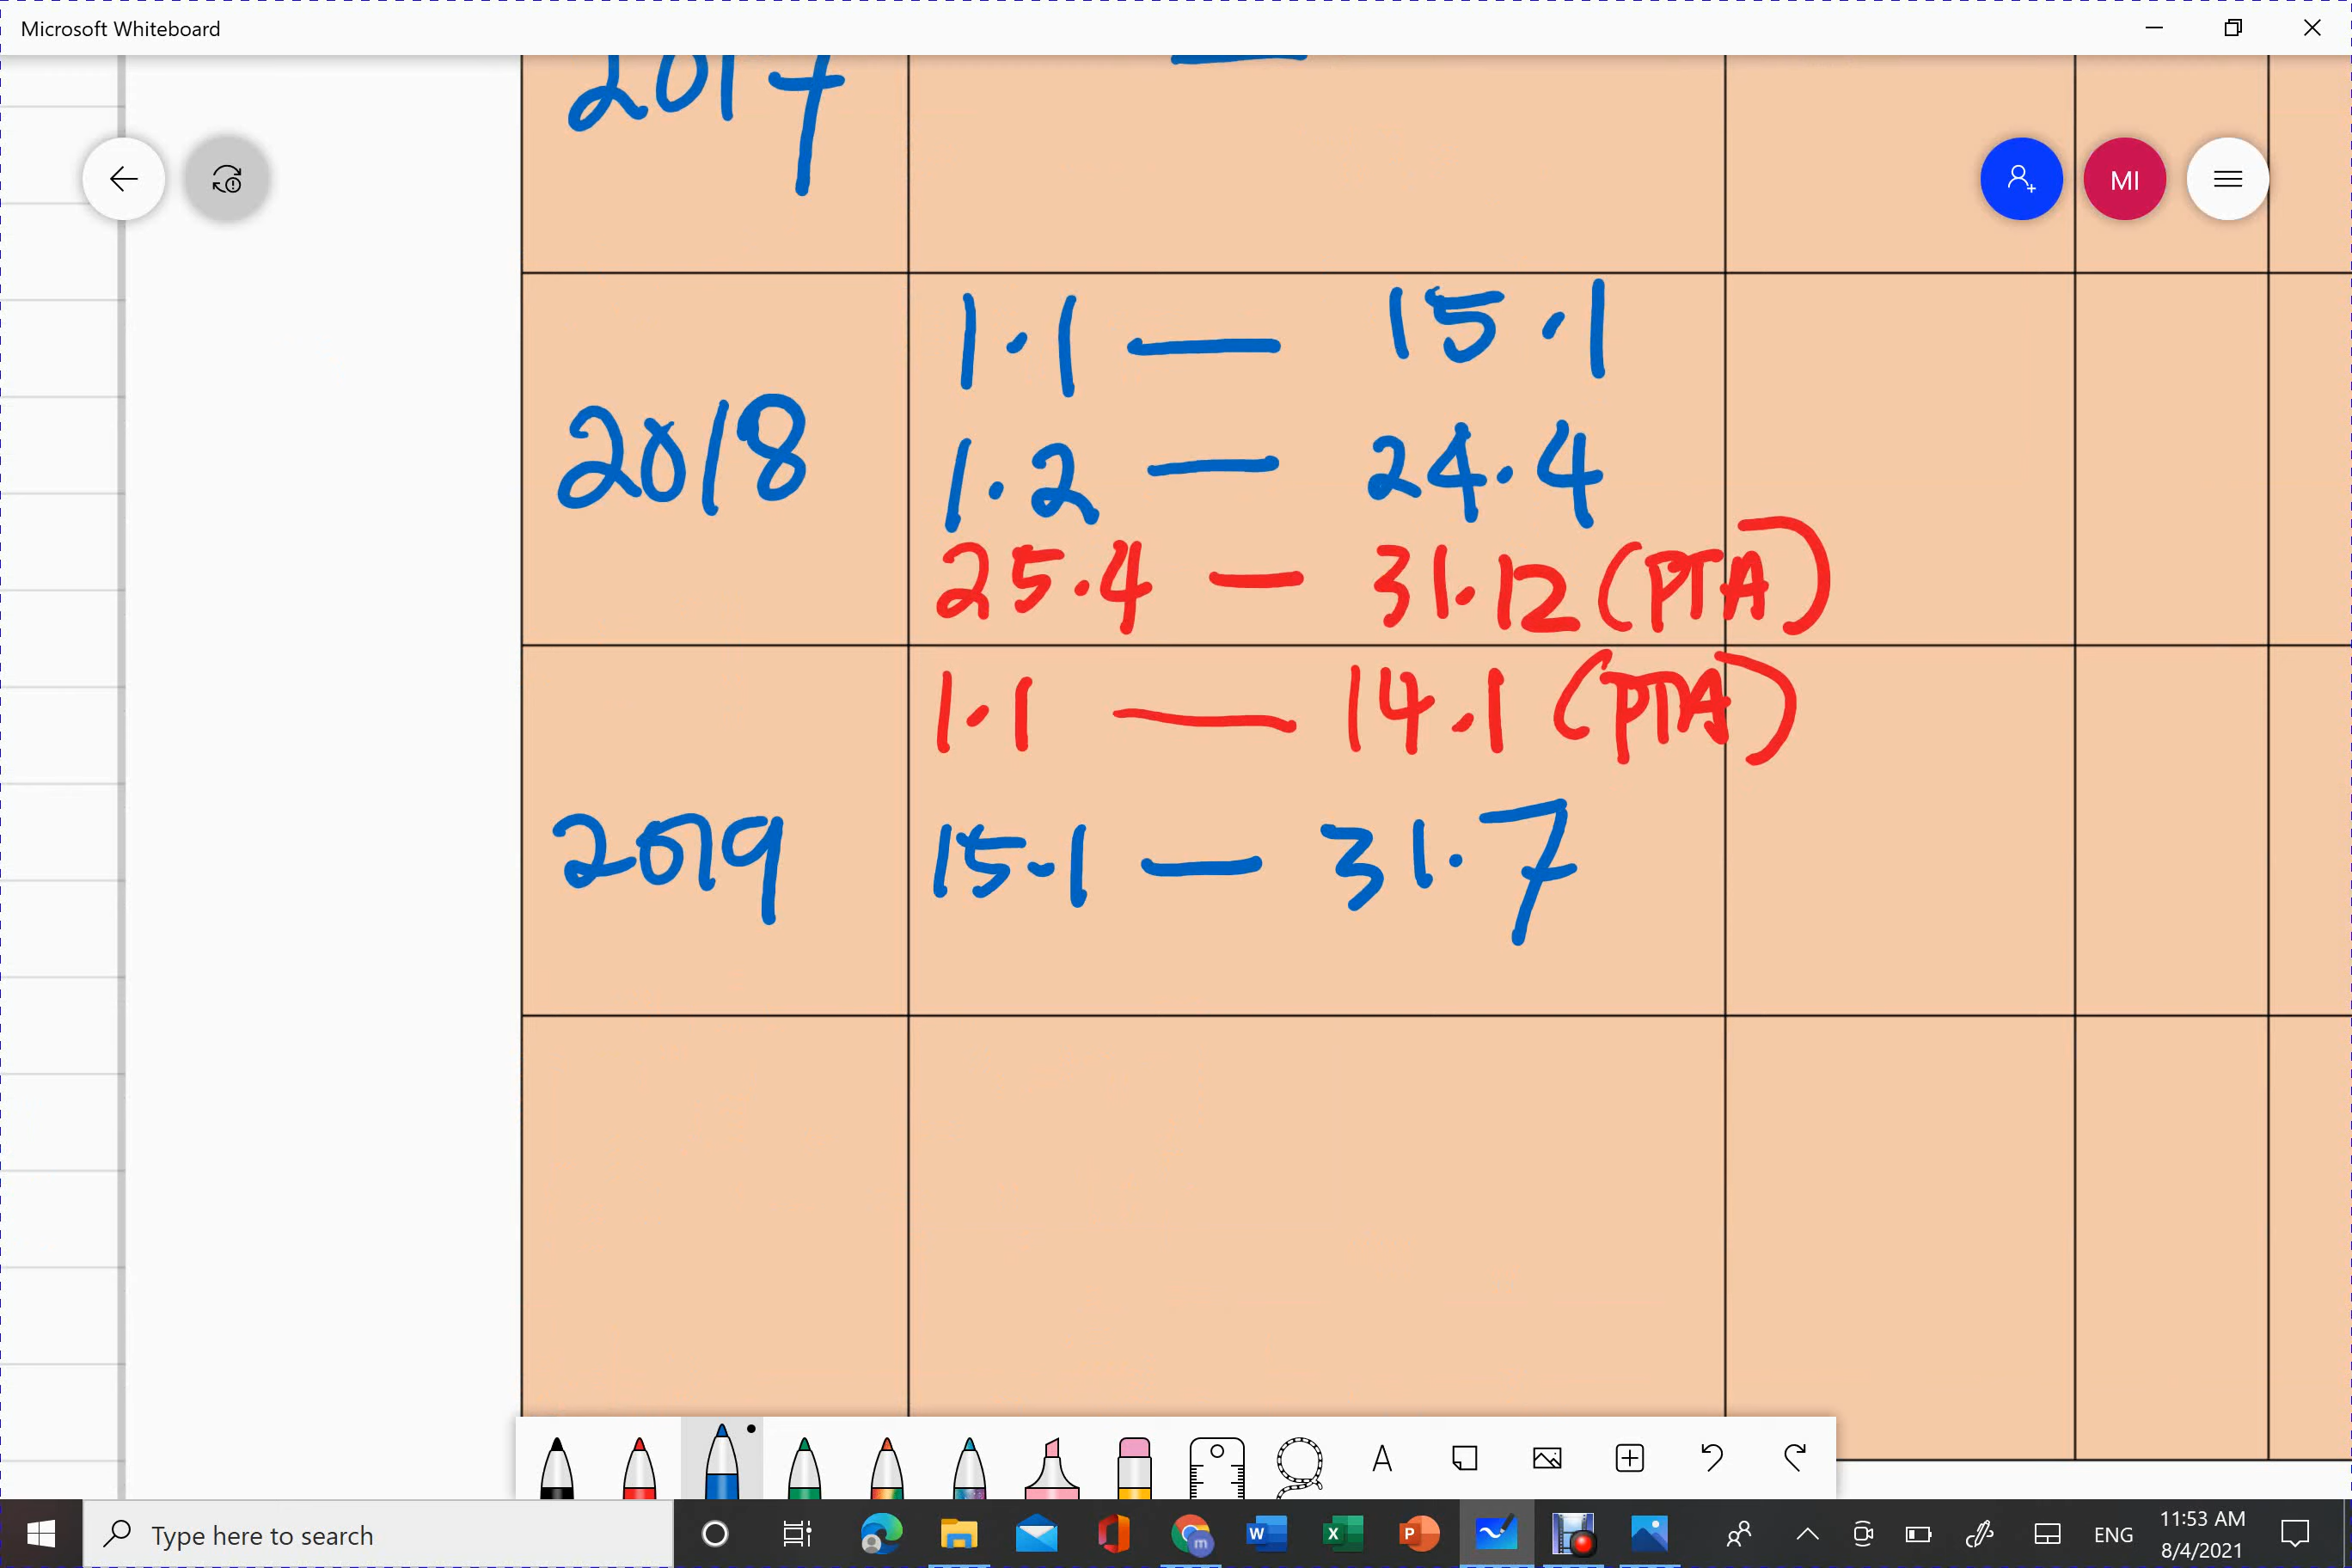 Microsoft Whiteboard
2017
MI
1.1 — 15.1
2018
1.2 — 24.4
25.4 — 31.12 (PTA)
1.1 — 14.1 (PTA)
2019
15.1 — 31.7
A
Type here to search
ENG
11:53 AM
8/4/2021